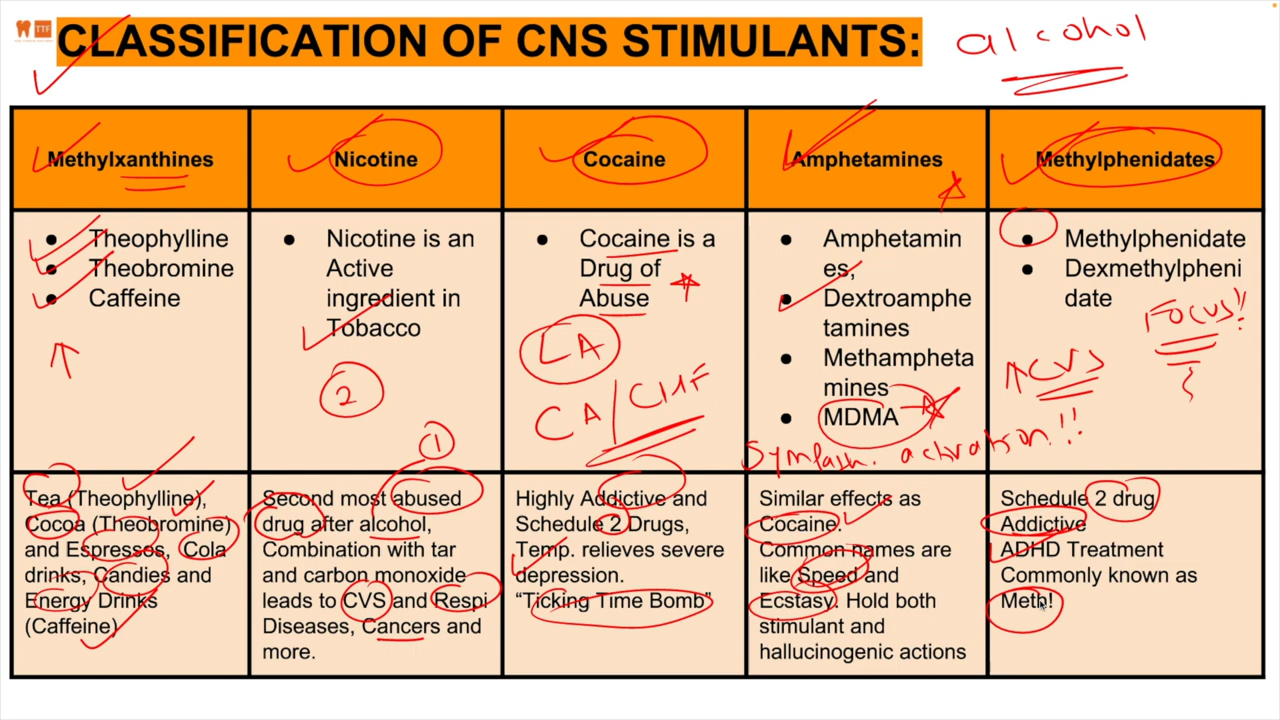 TTF
CLASSIFICATION OF CNS STIMULANTS:
alcohol
Methylxanthines
Nicotine
Cocaine
Amphetamines
Methylphenidates
● Theophylline
● Theobromine
● Caffeine
● Nicotine is an
Active
ingredient in
Tobacco
2
● Cocaine is a
Drug of
Abuse
LA
CA/CHF
● Amphetamin
es,
● Dextroamphe
tamines
● Methampheta
mines
● MDMA
Sympath. activation!!
● Methylphenidate
● Dexmethylpheni
date
Focus!!
↑CVS
Tea (Theophylline),
Cocoa (Theobromine)
and Espressos, Cola
drinks, Candies and
Energy Drinks
(Caffeine)
1
Second most abused
drug after alcohol,
Combination with tar
and carbon monoxide
leads to CVS and Respi
Diseases, Cancers and
more.
Highly Addictive and
Schedule 2 Drugs,
Temp. relieves severe
depression.
“Ticking Time Bomb”
Similar effects as
Cocaine.
Common names are
like Speed and
Ecstasy. Hold both
stimulant and
hallucinogenic actions
Schedule 2 drug
Addictive
ADHD Treatment
Commonly known as
Meth!